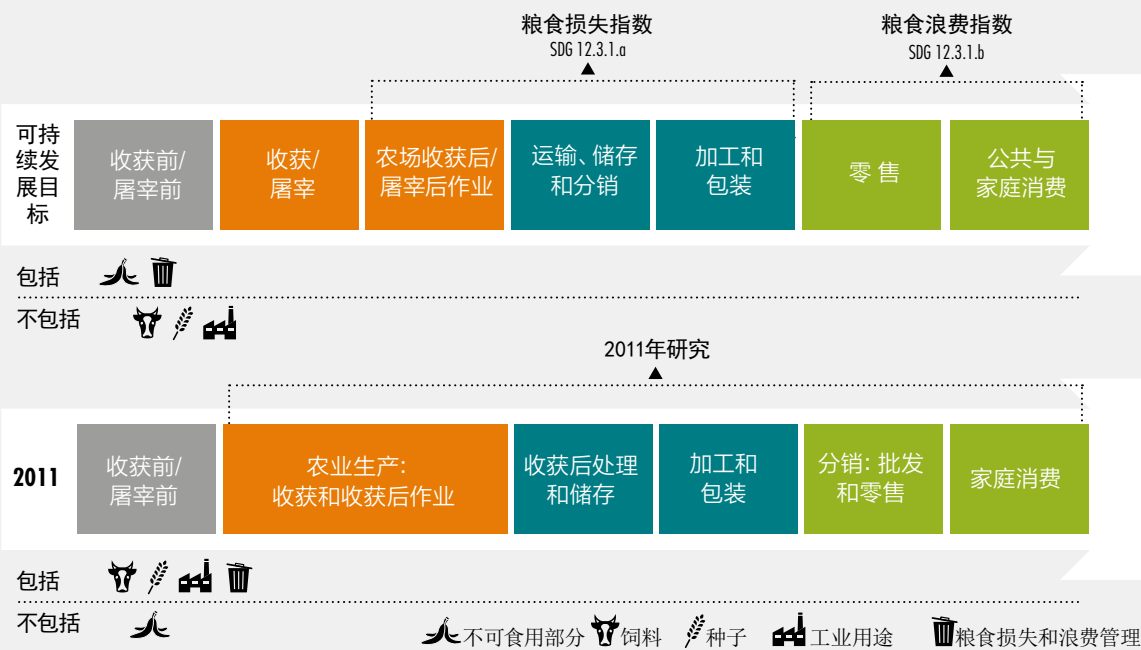 粮食损失指数
SDG 12.3.1.a
粮食浪费指数
SDG 12.3.1.b
可持
续发
展目
标
收获前/
屠宰前
收获/
屠宰
农场收获后/
屠宰后作业
运输、储存
和分销
加工和
包装
零售
公共与
家庭消费
包括
不包括
2011年研究
2011
收获前/
屠宰前
农业生产:
收获和收获后作业
收获后处理
和储存
加工和
包装
分销: 批发
和零售
家庭消费
包括
不包括
不可食用部分
饲料
种子
工业用途
粮食损失和浪费管理